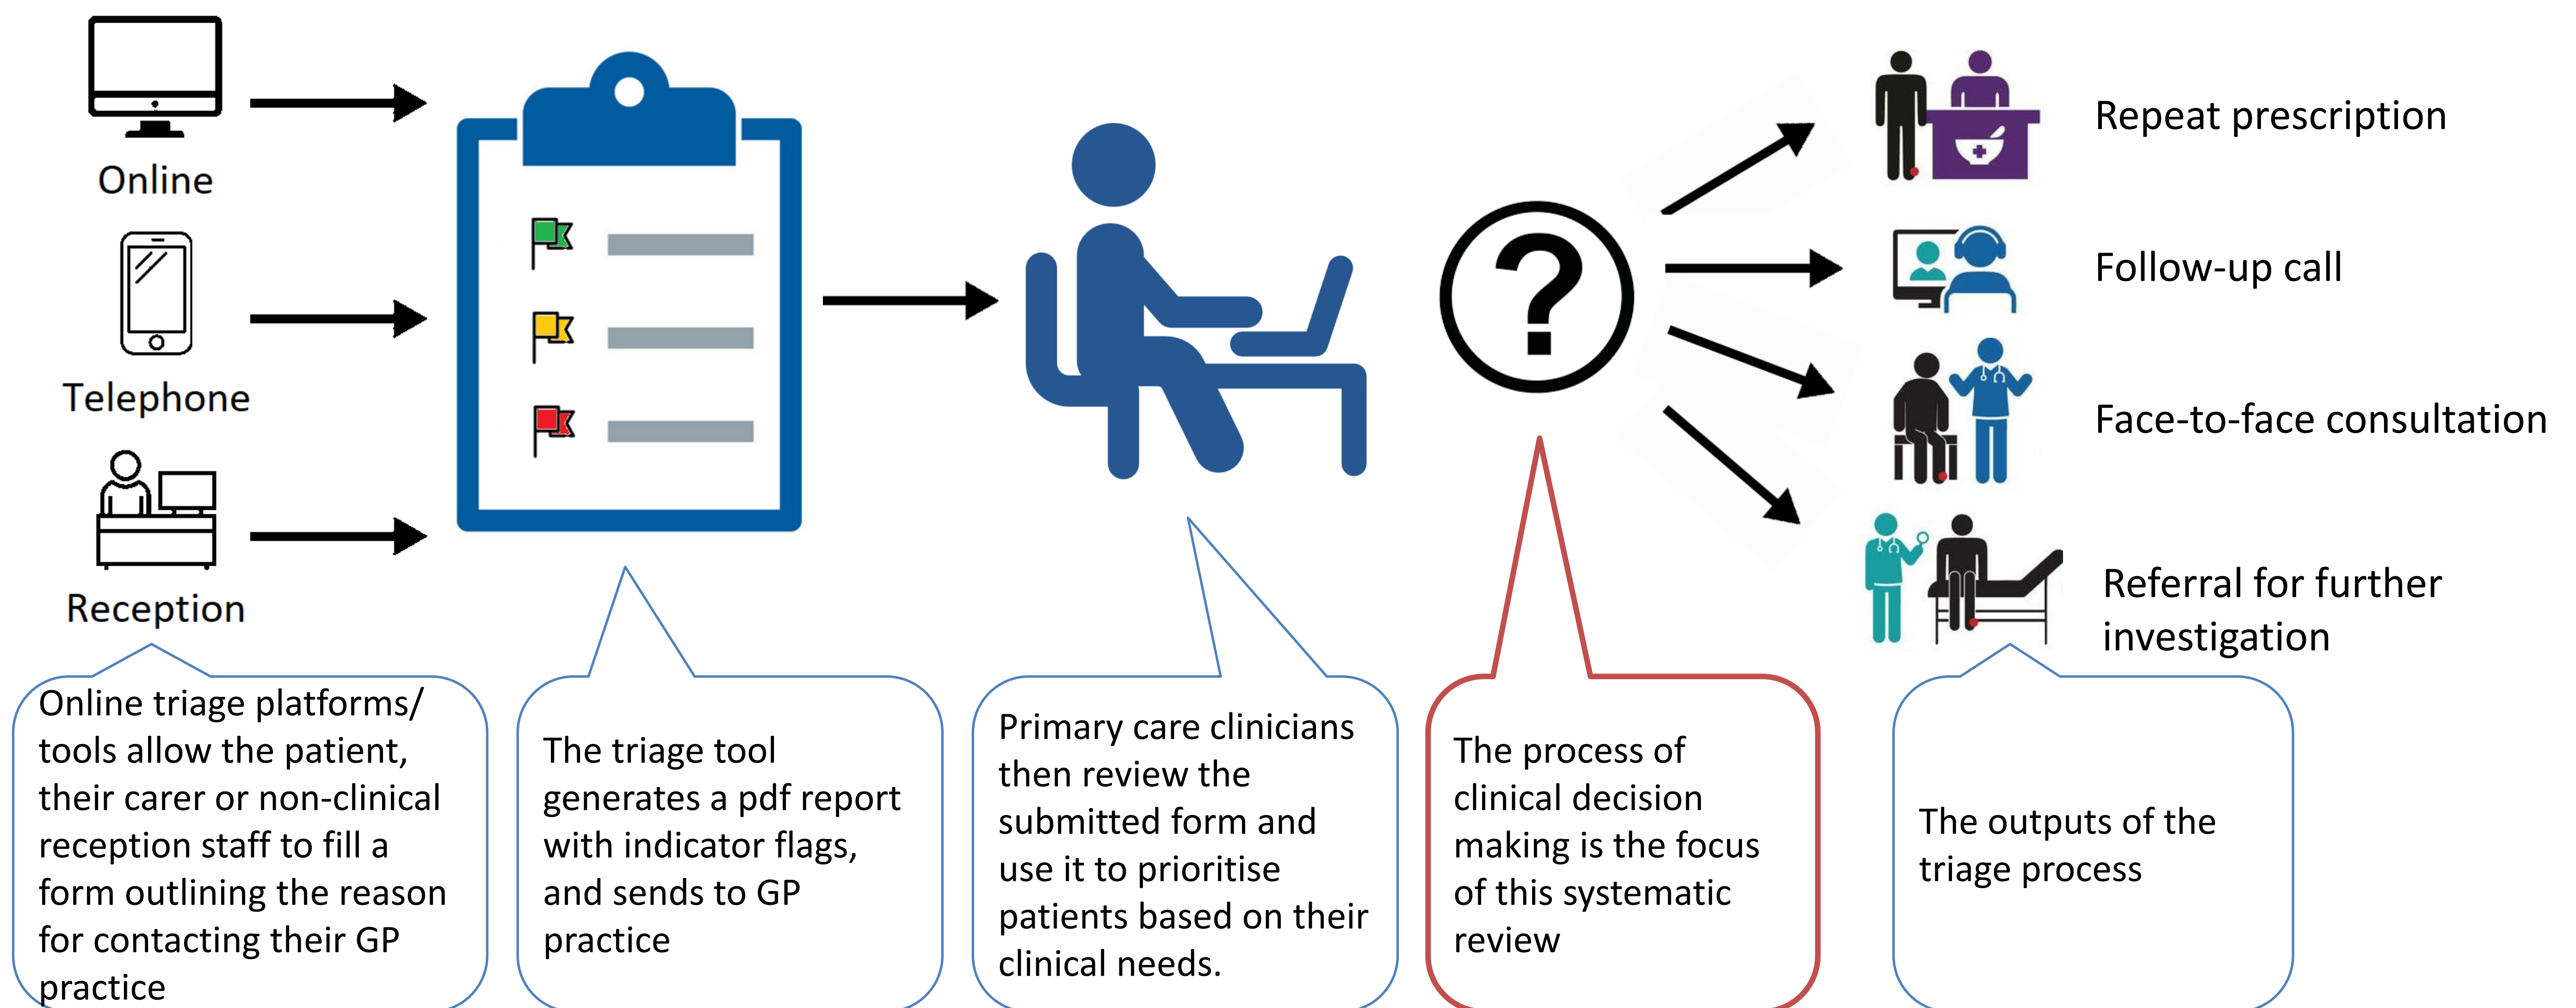 Online
Telephone
Reception
Repeat prescription
Follow-up call
Face-to-face consultation
Referral for further
investigation
Online triage platforms/
tools allow the patient,
their carer or non-clinical
reception staff to fill a
form outlining the reason
for contacting their GP
practice
The triage tool
generates a pdf report
with indicator flags,
and sends to GP
practice
Primary care clinicians
then review the
submitted form and
use it to prioritise
patients based on their
clinical needs.
?
The process of
clinical decision
making is the focus
of this systematic
review
The outputs of the
triage process